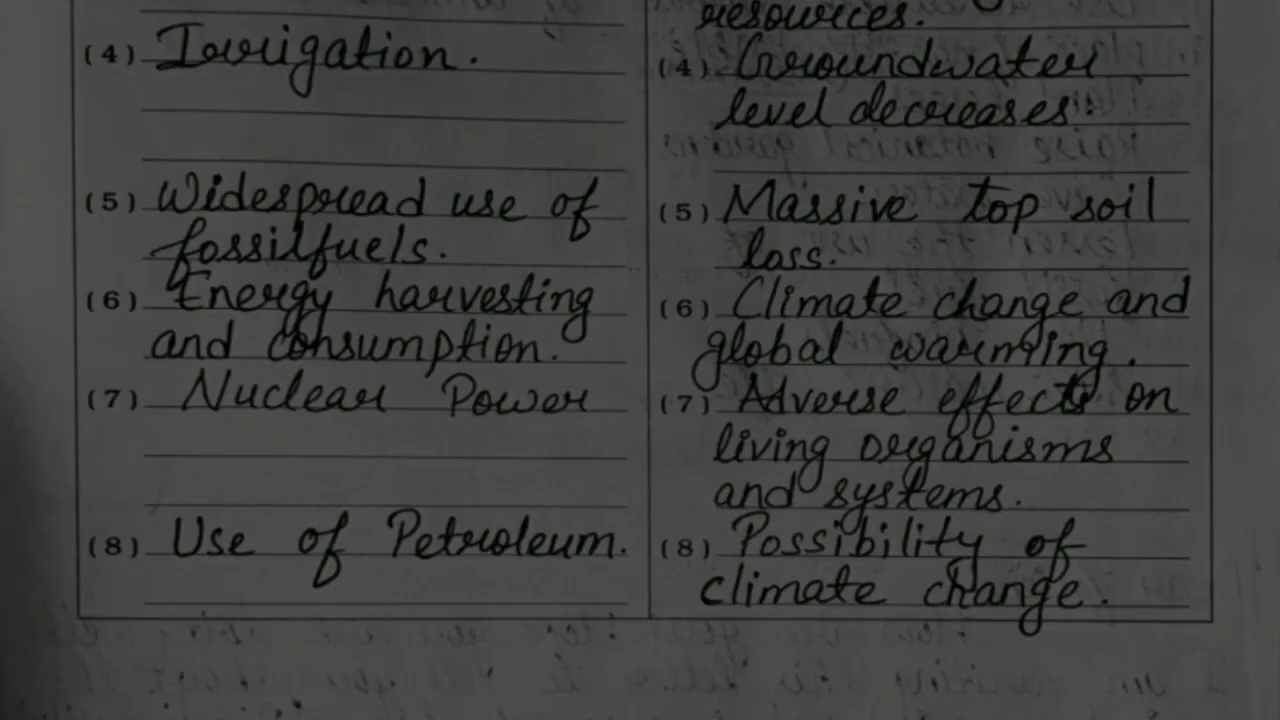 resources.
(4) Irrigation.
(4) Groundwater
level decreases.
(5) Widespread use of
fossilfuels.
(5) Massive top soil
loss.
(6) Energy harvesting
and consumption.
(6) Climate change and
global warming.
(7) Nuclear Power
(7) Adverse effects on
living organisms
and systems.
(8) Use of Petroleum.
(8) Possibility of
climate change.